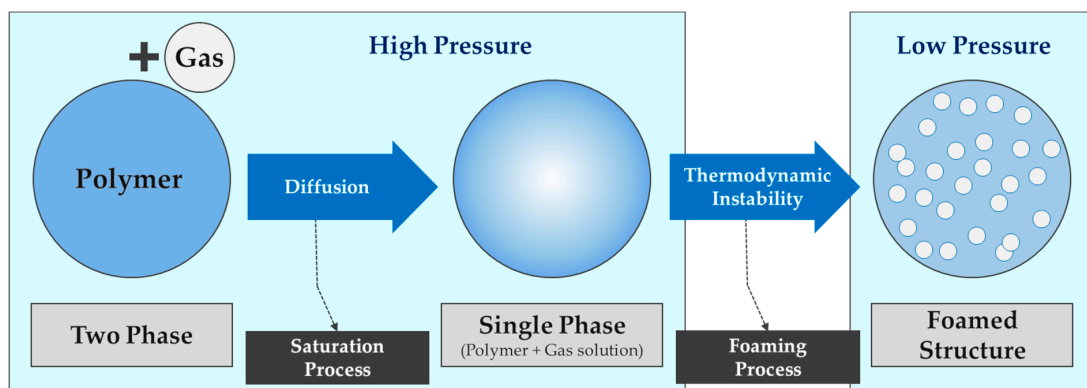 High Pressure
Low Pressure
+
Gas
Polymer
Diffusion
Thermodynamic
Instability
Two Phase
Single Phase
(Polymer + Gas solution)
Foamed
Structure
Saturation
Process
Foaming
Process